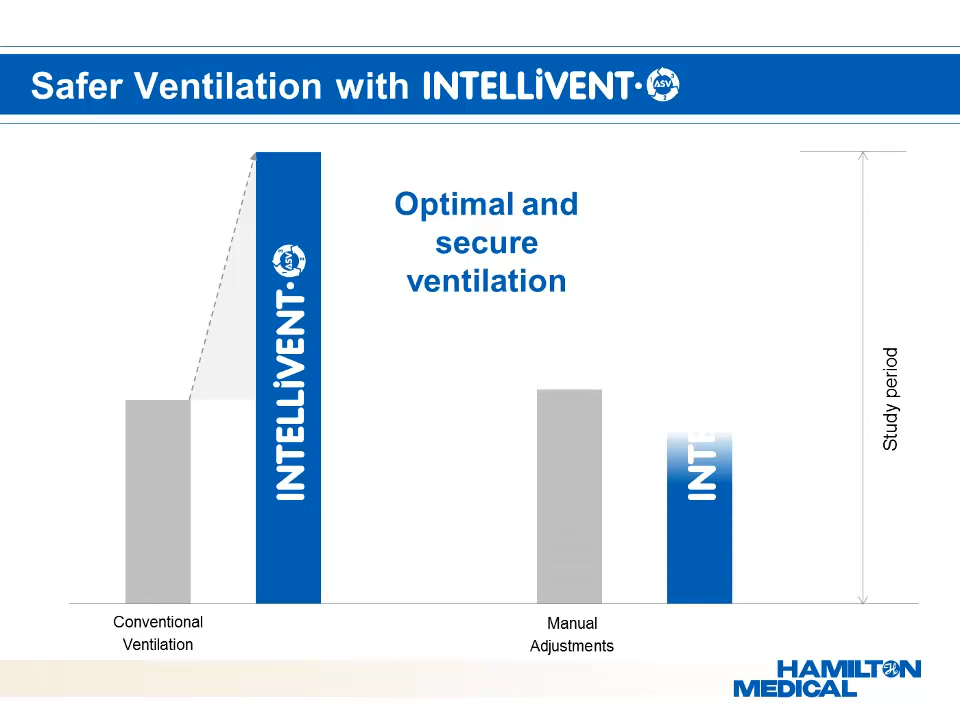 Safer Ventilation with INTELLiVENT·ASV
Optimal and
secure
ventilation
INTELLiVENT·ASV
INTE
Study period
Conventional
Ventilation
Manual
Adjustments
HAMILTON
MEDICAL